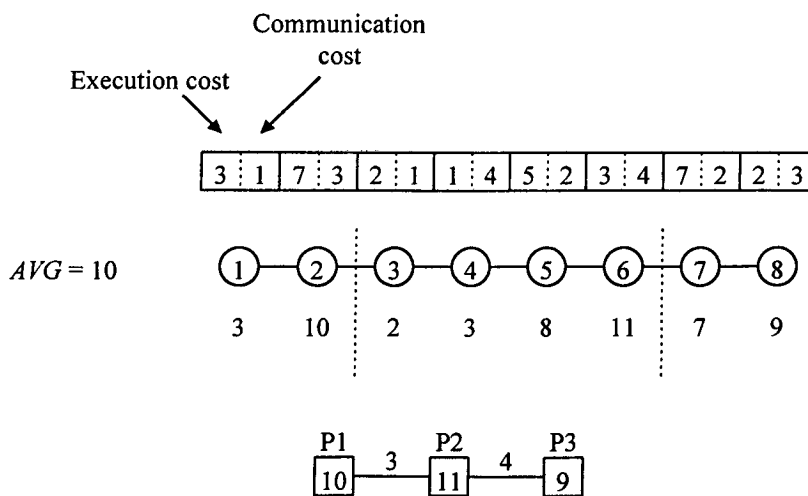 Communication
cost
Execution cost
3 1 7 3 2 1 1 4 5 2 3 4 7 2 2 3
AVG = 10
1 2 3 4 5 6 7 8
3 10 2 3 8 11 7 9
P1 P2 P3
3 4
10 11 9